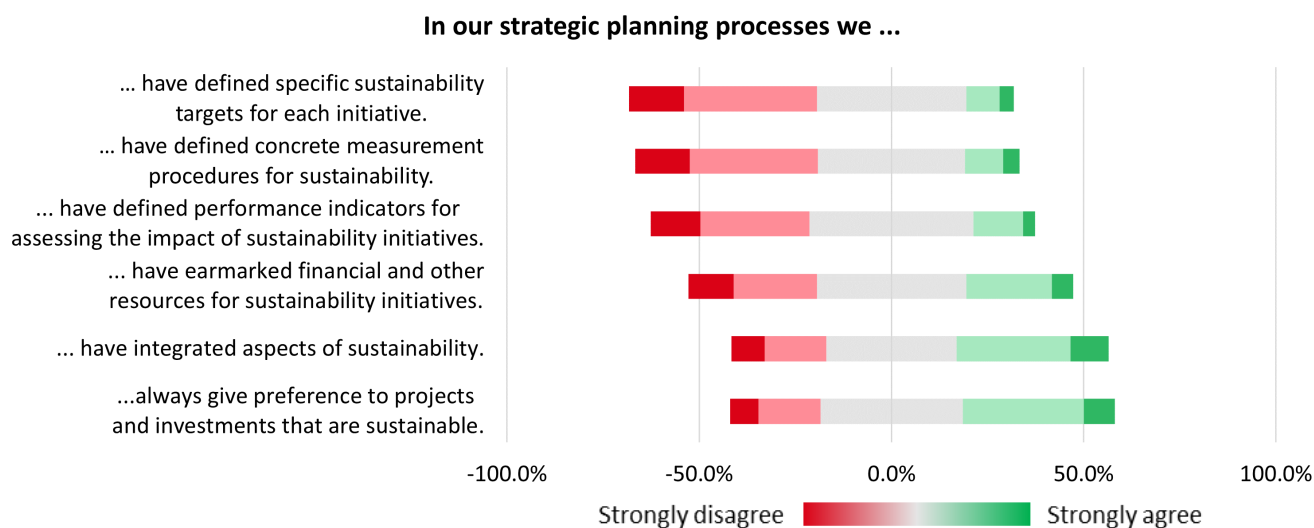 In our strategic planning processes we ...
... have defined specific sustainability
targets for each initiative.
... have defined concrete measurement
procedures for sustainability.
... have defined performance indicators for
assessing the impact of sustainability initiatives.
... have earmarked financial and other
resources for sustainability initiatives.
... have integrated aspects of sustainability.
...always give preference to projects
and investments that are sustainable.
-100.0% -50.0% 0.0% 50.0% 100.0%
Strongly disagree Strongly agree